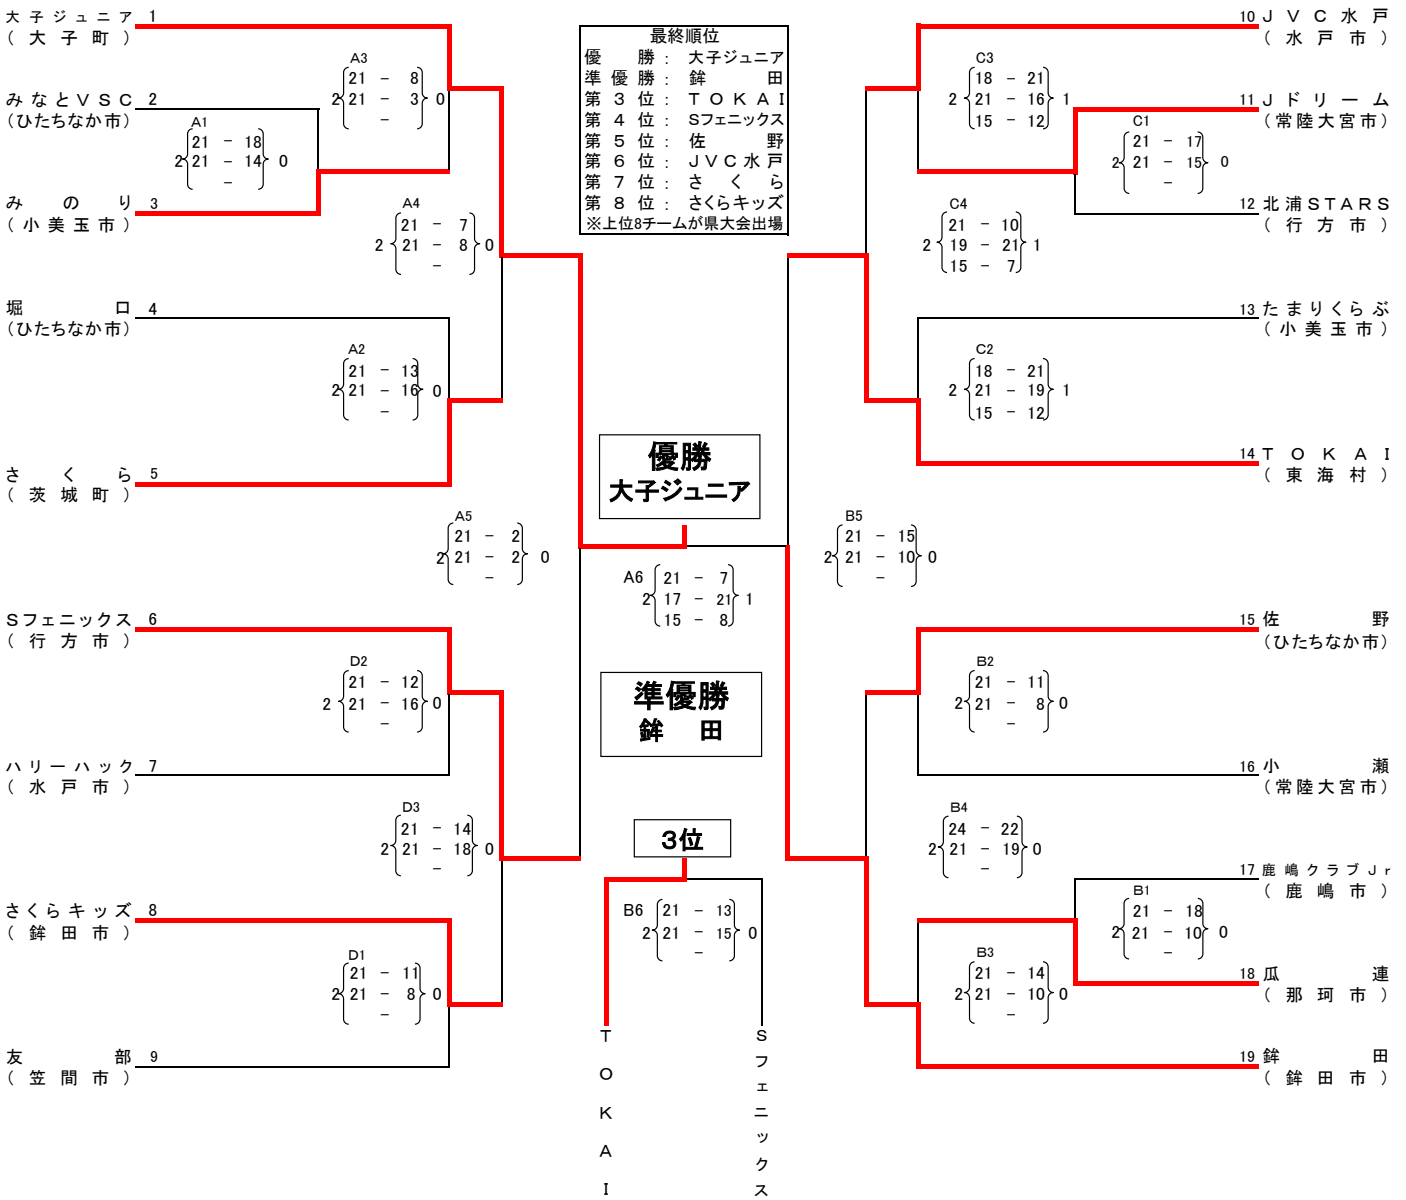 大子ジュニア 1
(大子町)
A3
21 - 8
2 21 - 3 0
-
みなとVSC 2
(ひたちなか市)
A1
21 - 18
2 21 - 14 0
-
みのり 3
(小美玉市)
A4
21 - 7
2 21 - 8 0
-
堀口 4
(ひたちなか市)
A2
21 - 13
2 21 - 16 0
-
さくら 5
(茨城町)
A5
21 - 2
2 21 - 2 0
-
Sフェニックス 6
(行方市)
D2
21 - 12
2 21 - 16 0
-
ハリーハック 7
(水戸市)
D3
21 - 14
2 21 - 18 0
-
さくらキッズ 8
(鉾田市)
D1
21 - 11
2 21 - 8 0
-
友部 9
(笠間市)
最終順位
優勝: 大子ジュニア
準優勝: 鉾田
第3位: TOKAI
第4位: Sフェニックス
第5位: 佐野
第6位: JVC水戸
第7位: さくら
第8位: さくらキッズ
※上位8チームが県大会出場
優勝
大子ジュニア
A6 21 - 7
2 17 - 21 1
15 - 8
準優勝
鉾田
3位
B6 21 - 13
2 21 - 15 0
-
TOKAI
Sフェニックス
10 JVC水戸
(水戸市)
C3
18 - 21
2 21 - 16 1
15 - 12
11 Jドリーム
(常陸大宮市)
C1
21 - 17
2 21 - 15 0
-
12 北浦STARS
(行方市)
C4
21 - 10
2 19 - 21 1
15 - 7
13 たまりくらぶ
(小美玉市)
C2
18 - 21
2 21 - 19 1
15 - 12
14 TOKAI
(東海村)
B5
21 - 15
2 21 - 10 0
-
15 佐野
(ひたちなか市)
B2
21 - 11
2 21 - 8 0
-
16 小瀬
(常陸大宮市)
B4
24 - 22
2 21 - 19 0
-
17 鹿嶋クラブJr
(鹿嶋市)
B1
21 - 18
2 21 - 10 0
-
18 瓜連
(那珂市)
B3
21 - 14
2 21 - 10 0
-
19 鉾田
(鉾田市)